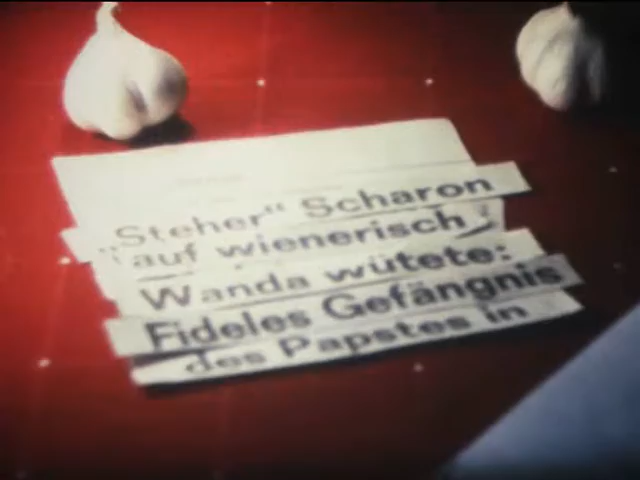 „Steher“ Scharon
auf wienerisch
Wanda wütete:
Fideles Gefängnis
des Papstes in